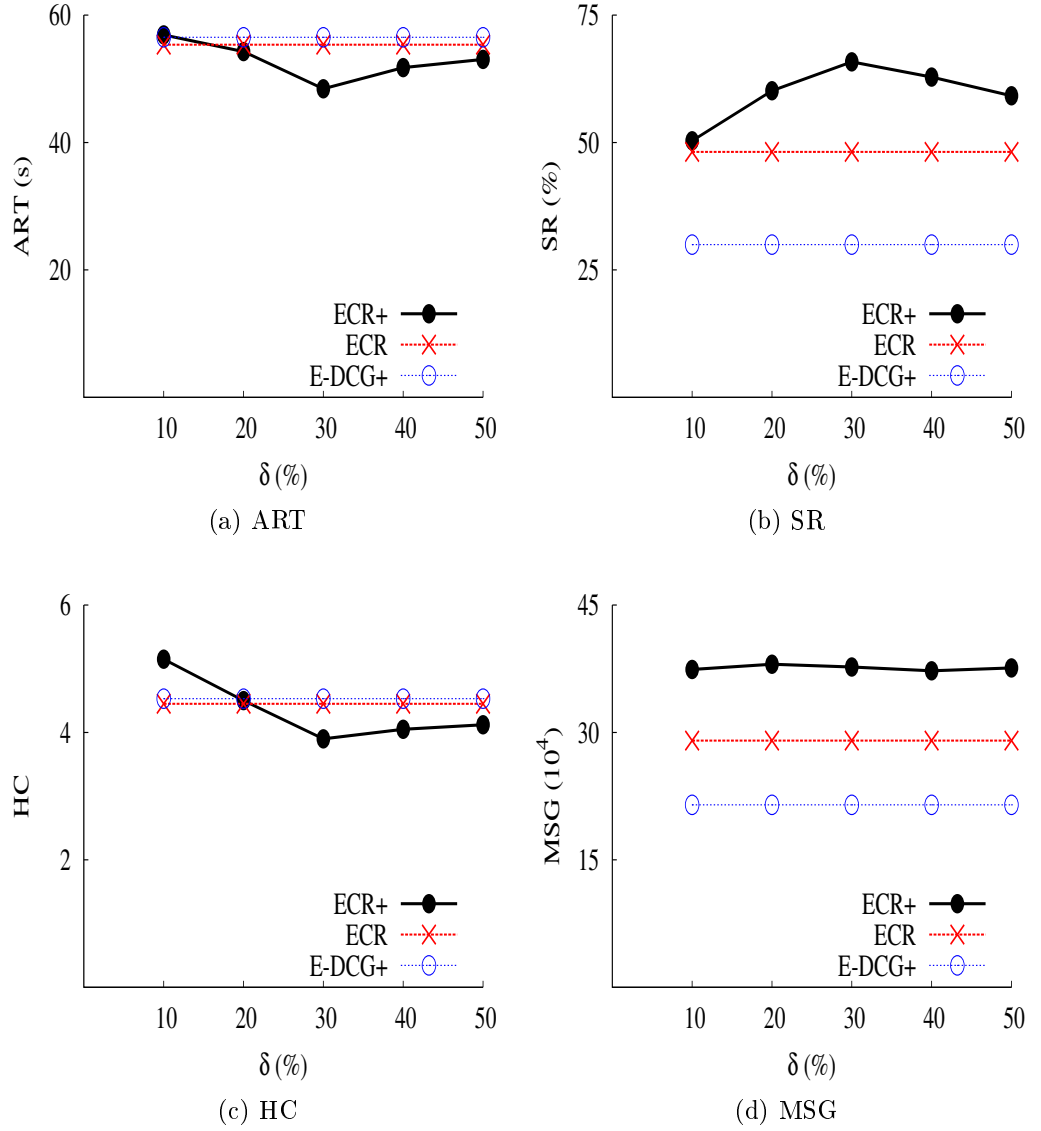 60
40
20
ART (s)
ECR+
ECR
E-DCG+
10 20 30 40 50
δ (%)
(a) ART
75
50
25
SR (%)
ECR+
ECR
E-DCG+
10 20 30 40 50
δ (%)
(b) SR
6
4
2
HC
ECR+
ECR
E-DCG+
10 20 30 40 50
δ (%)
(c) HC
45
30
15
MSG (10^4)
ECR+
ECR
E-DCG+
10 20 30 40 50
δ (%)
(d) MSG